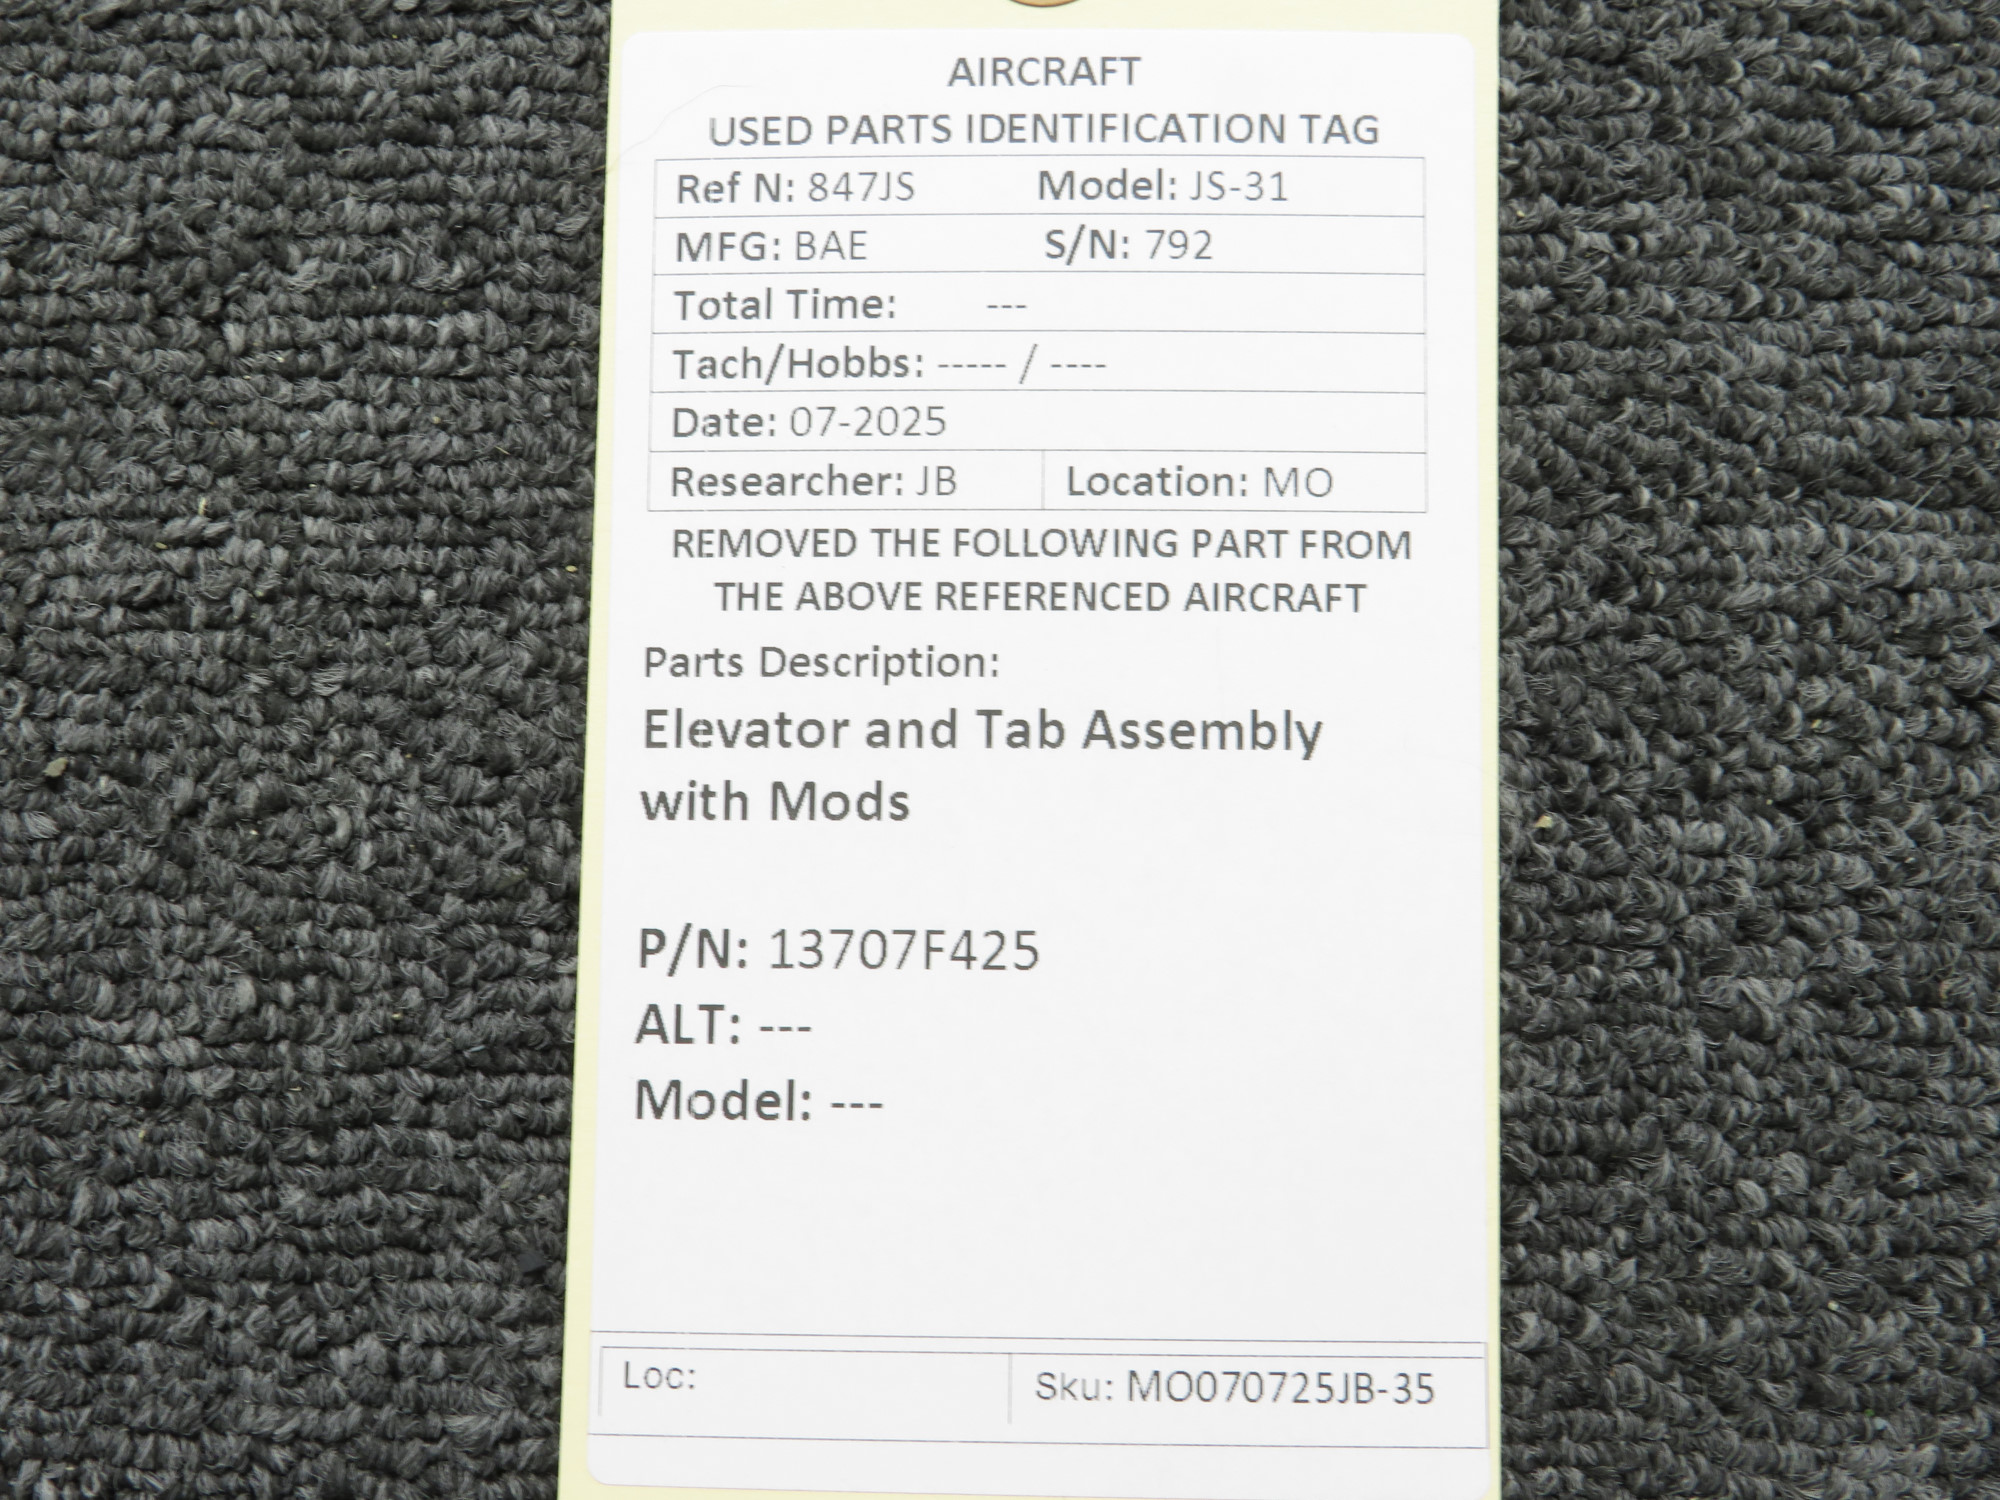 AIRCRAFT
USED PARTS IDENTIFICATION TAG
Ref N: 847JS Model: JS-31
MFG: BAE S/N: 792
Total Time: ---
Tach/Hobbs: ----- / ----
Date: 07-2025
Researcher: JB Location: MO
REMOVED THE FOLLOWING PART FROM
THE ABOVE REFERENCED AIRCRAFT
Parts Description:
Elevator and Tab Assembly
with Mods
P/N: 13707F425
ALT: ---
Model: ---
Loc: Sku: MO070725JB-35